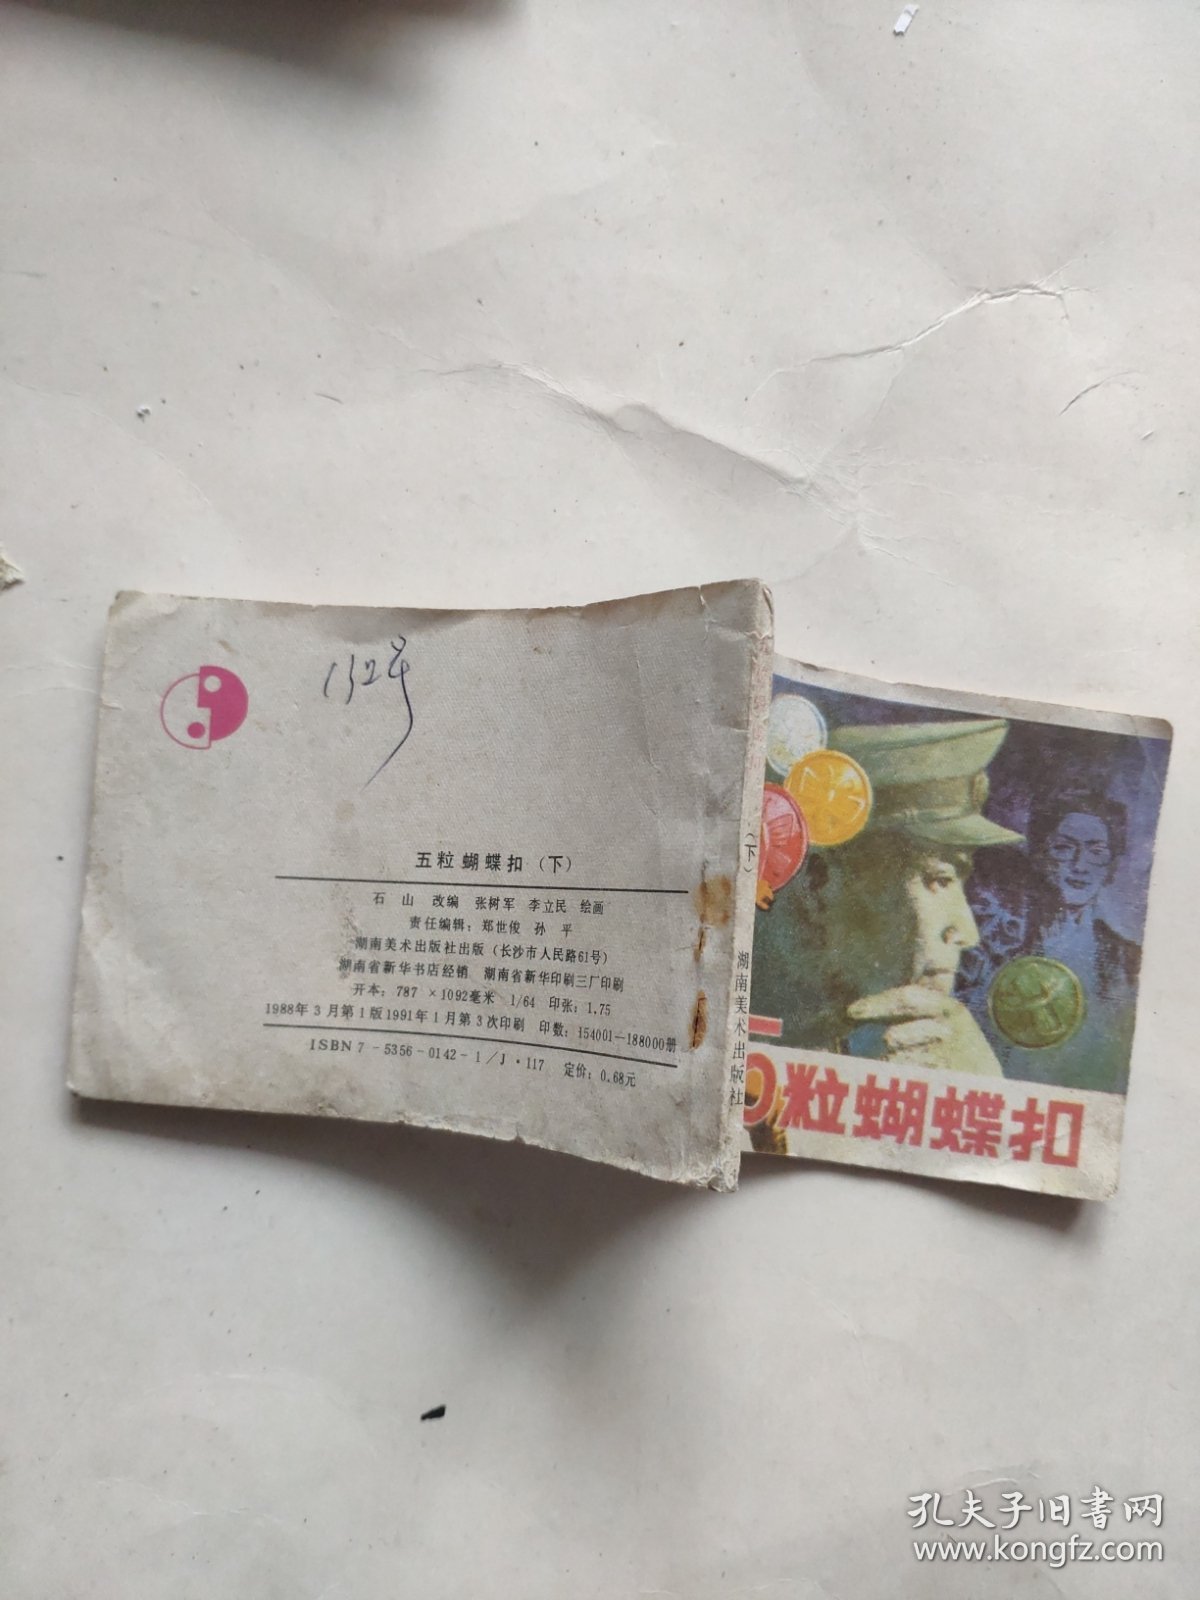 132号
五粒蝴蝶扣（下）
石山 改编 张树军 李立民 绘画
责任编辑：郑世俊 孙平
湖南美术出版社出版（长沙市人民路61号）
湖南省新华书店经销 湖南省新华印刷三厂印刷
开本：787×1092毫米 1/64 印张：1.75
1988年3月第1版1991年1月第3次印刷 印数：154001—188000册
ISBN 7-5356-0142-1/J·117 定价：0.68元
（下）
湖南美术出版社
粒蝴蝶扣
孔夫子旧书网
www.kongfz.com